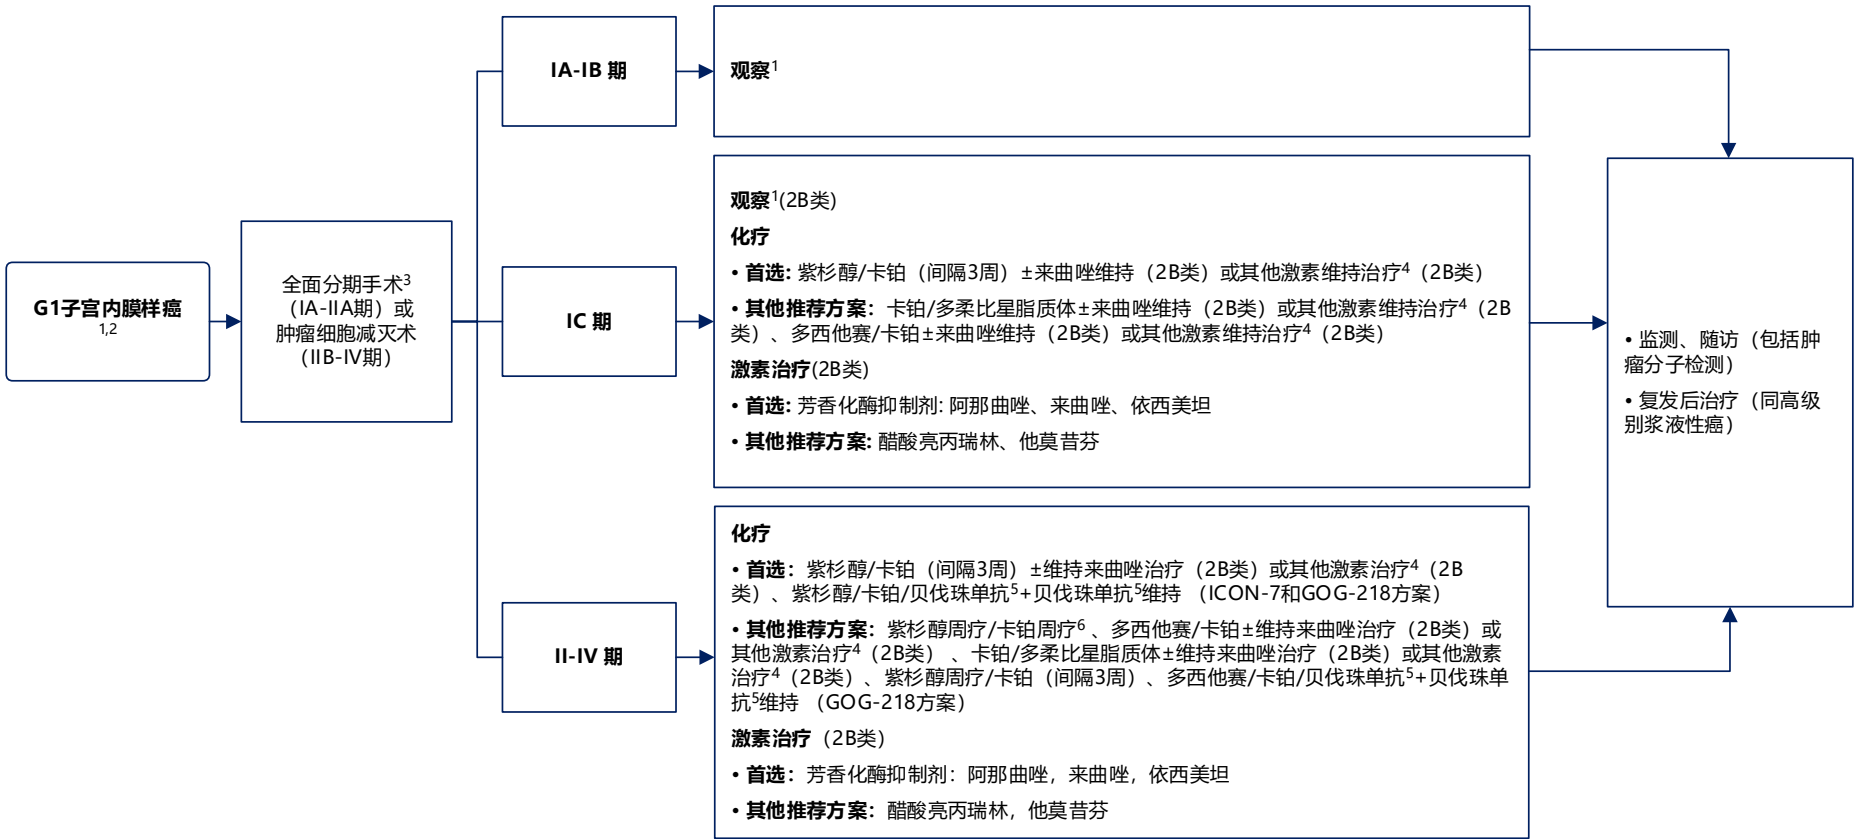 G1子宫内膜样癌
1,2
全面分期手术3
（IA-IIA期）或
肿瘤细胞减灭术
（IIB-IV期）
IA-IB 期
观察1
IC 期
观察1(2B类)
化疗
• 首选: 紫杉醇/卡铂（间隔3周）±来曲唑维持（2B类）或其他激素维持治疗4（2B类）
• 其他推荐方案：卡铂/多柔比星脂质体±来曲唑维持（2B类）或其他激素维持治疗4（2B
类）、多西他赛/卡铂±来曲唑维持（2B类）或其他激素维持治疗4（2B类）
激素治疗(2B类)
• 首选: 芳香化酶抑制剂: 阿那曲唑、来曲唑、依西美坦
• 其他推荐方案: 醋酸亮丙瑞林、他莫昔芬
II-IV 期
化疗
• 首选：紫杉醇/卡铂（间隔3周）±维持来曲唑治疗（2B类）或其他激素治疗4（2B
类）、紫杉醇/卡铂/贝伐珠单抗5+贝伐珠单抗5维持 （ICON-7和GOG-218方案）
• 其他推荐方案：紫杉醇周疗/卡铂周疗6 、多西他赛/卡铂±维持来曲唑治疗（2B类）或
其他激素治疗4（2B类） 、卡铂/多柔比星脂质体±维持来曲唑治疗（2B类）或其他激素
治疗4（2B类）、紫杉醇周疗/卡铂（间隔3周）、多西他赛/卡铂/贝伐珠单抗5+贝伐珠单
抗5维持 （GOG-218方案）
激素治疗（2B类）
• 首选：芳香化酶抑制剂：阿那曲唑，来曲唑，依西美坦
• 其他推荐方案：醋酸亮丙瑞林，他莫昔芬
• 监测、随访（包括肿
瘤分子检测）
• 复发后治疗（同高级
别浆液性癌）